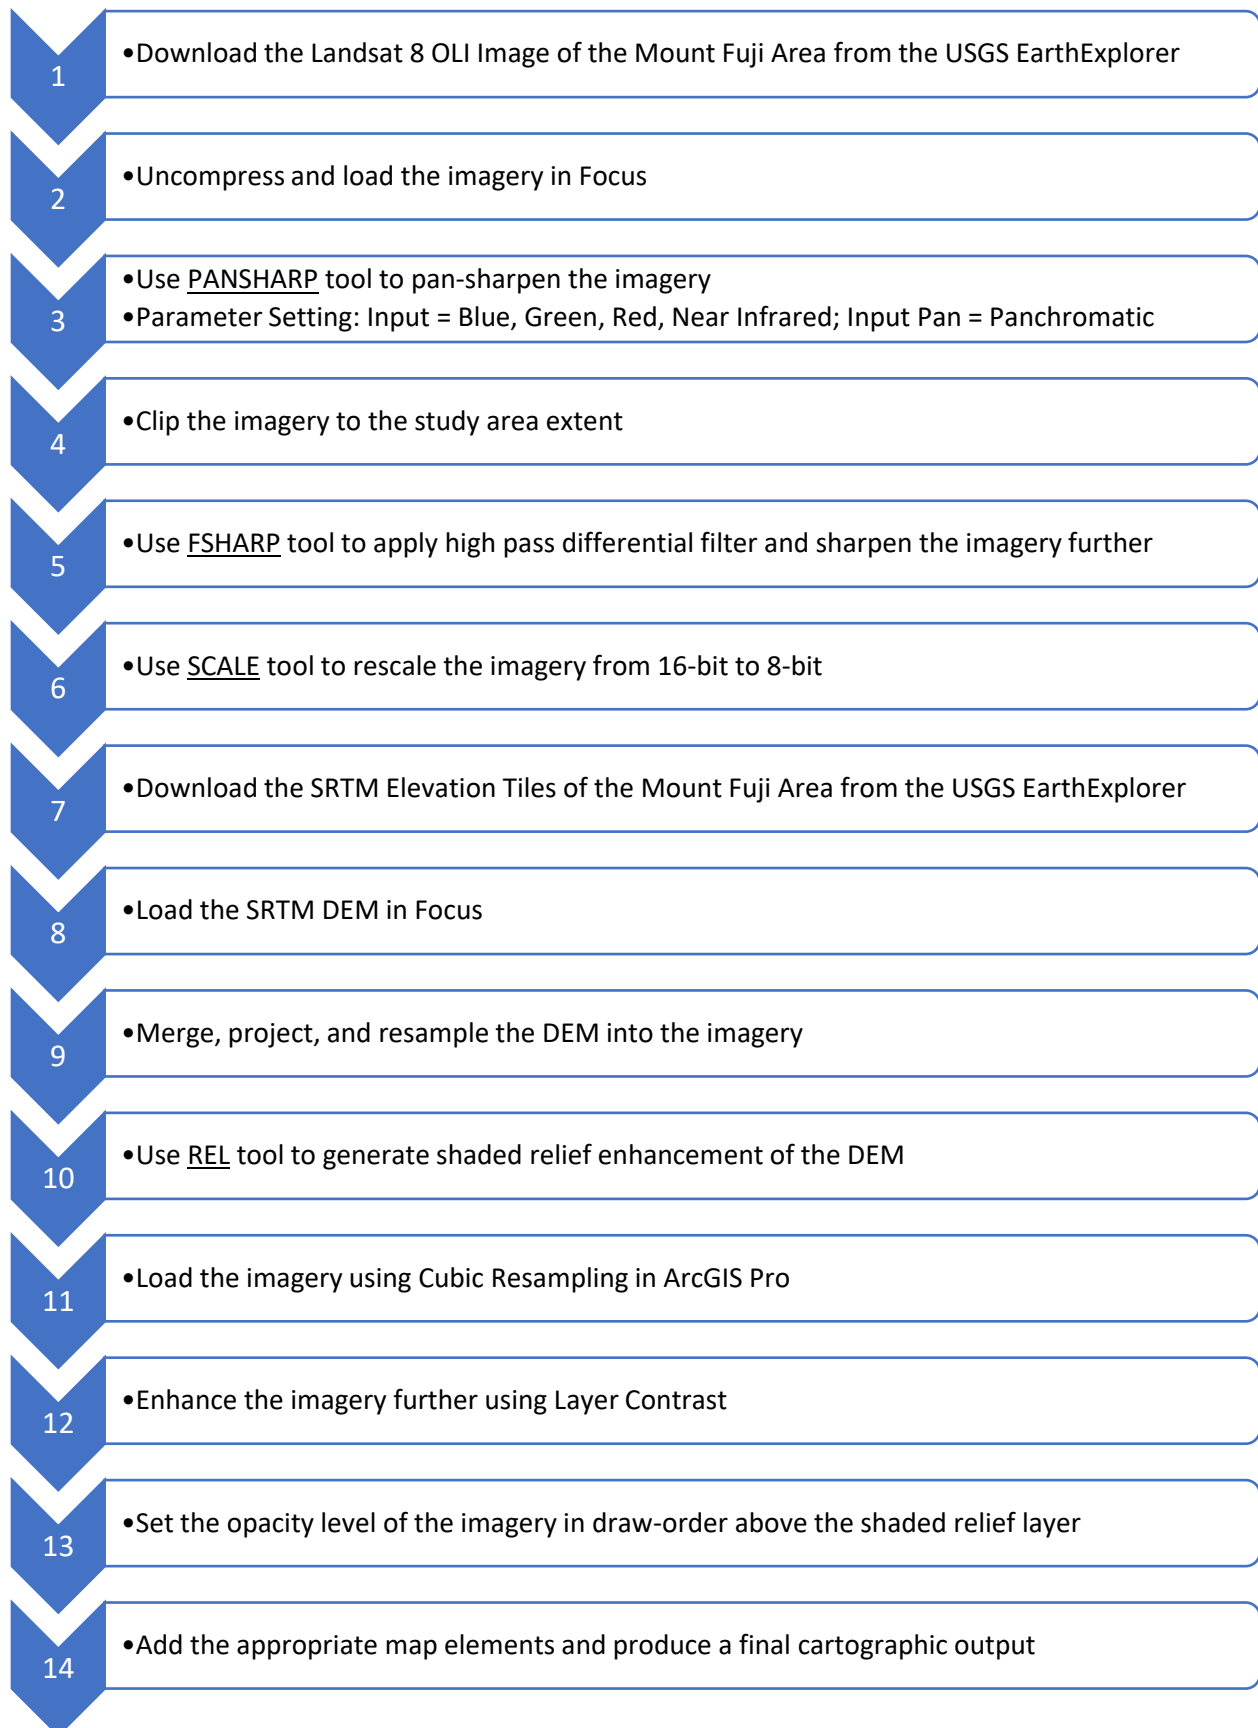 1
•Download the Landsat 8 OLI Image of the Mount Fuji Area from the USGS EarthExplorer
2
•Uncompress and load the imagery in Focus
3
•Use PANSHARP tool to pan-sharpen the imagery
•Parameter Setting: Input = Blue, Green, Red, Near Infrared; Input Pan = Panchromatic
4
•Clip the imagery to the study area extent
5
•Use FSHARP tool to apply high pass differential filter and sharpen the imagery further
6
•Use SCALE tool to rescale the imagery from 16-bit to 8-bit
7
•Download the SRTM Elevation Tiles of the Mount Fuji Area from the USGS EarthExplorer
8
•Load the SRTM DEM in Focus
9
•Merge, project, and resample the DEM into the imagery
10
•Use REL tool to generate shaded relief enhancement of the DEM
11
•Load the imagery using Cubic Resampling in ArcGIS Pro
12
•Enhance the imagery further using Layer Contrast
13
•Set the opacity level of the imagery in draw-order above the shaded relief layer
14
•Add the appropriate map elements and produce a final cartographic output